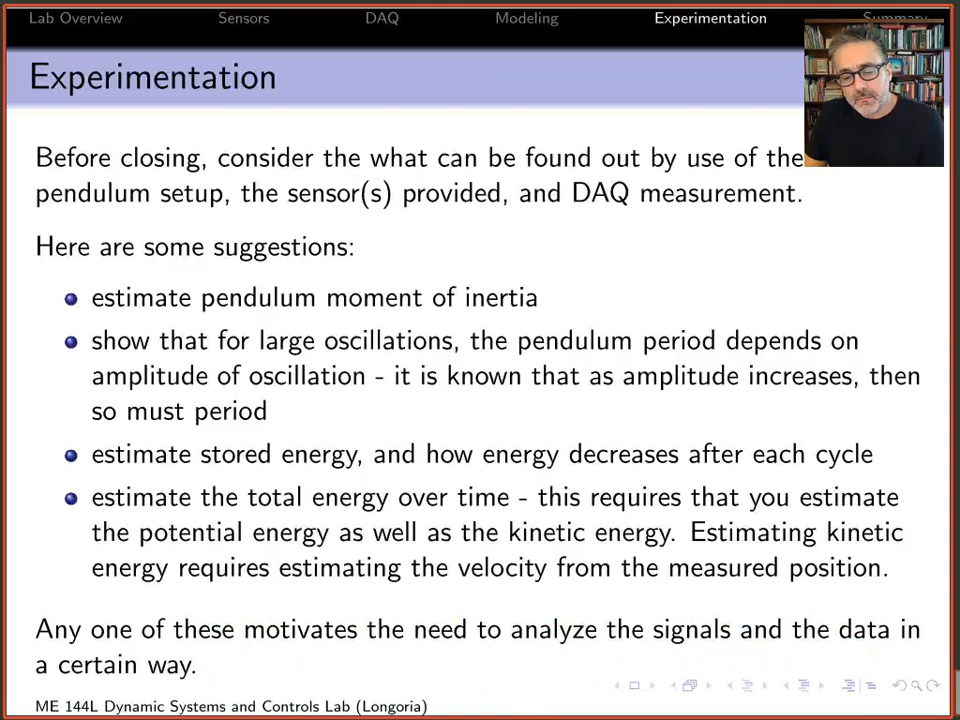 Lab Overview Sensors DAQ Modeling Experimentation Summary
Experimentation
Before closing, consider the what can be found out by use of the
pendulum setup, the sensor(s) provided, and DAQ measurement.
Here are some suggestions:
estimate pendulum moment of inertia
show that for large oscillations, the pendulum period depends on
amplitude of oscillation - it is known that as amplitude increases, then
so must period
estimate stored energy, and how energy decreases after each cycle
estimate the total energy over time - this requires that you estimate
the potential energy as well as the kinetic energy. Estimating kinetic
energy requires estimating the velocity from the measured position.
Any one of these motivates the need to analyze the signals and the data in
a certain way.
ME 144L Dynamic Systems and Controls Lab (Longoria)